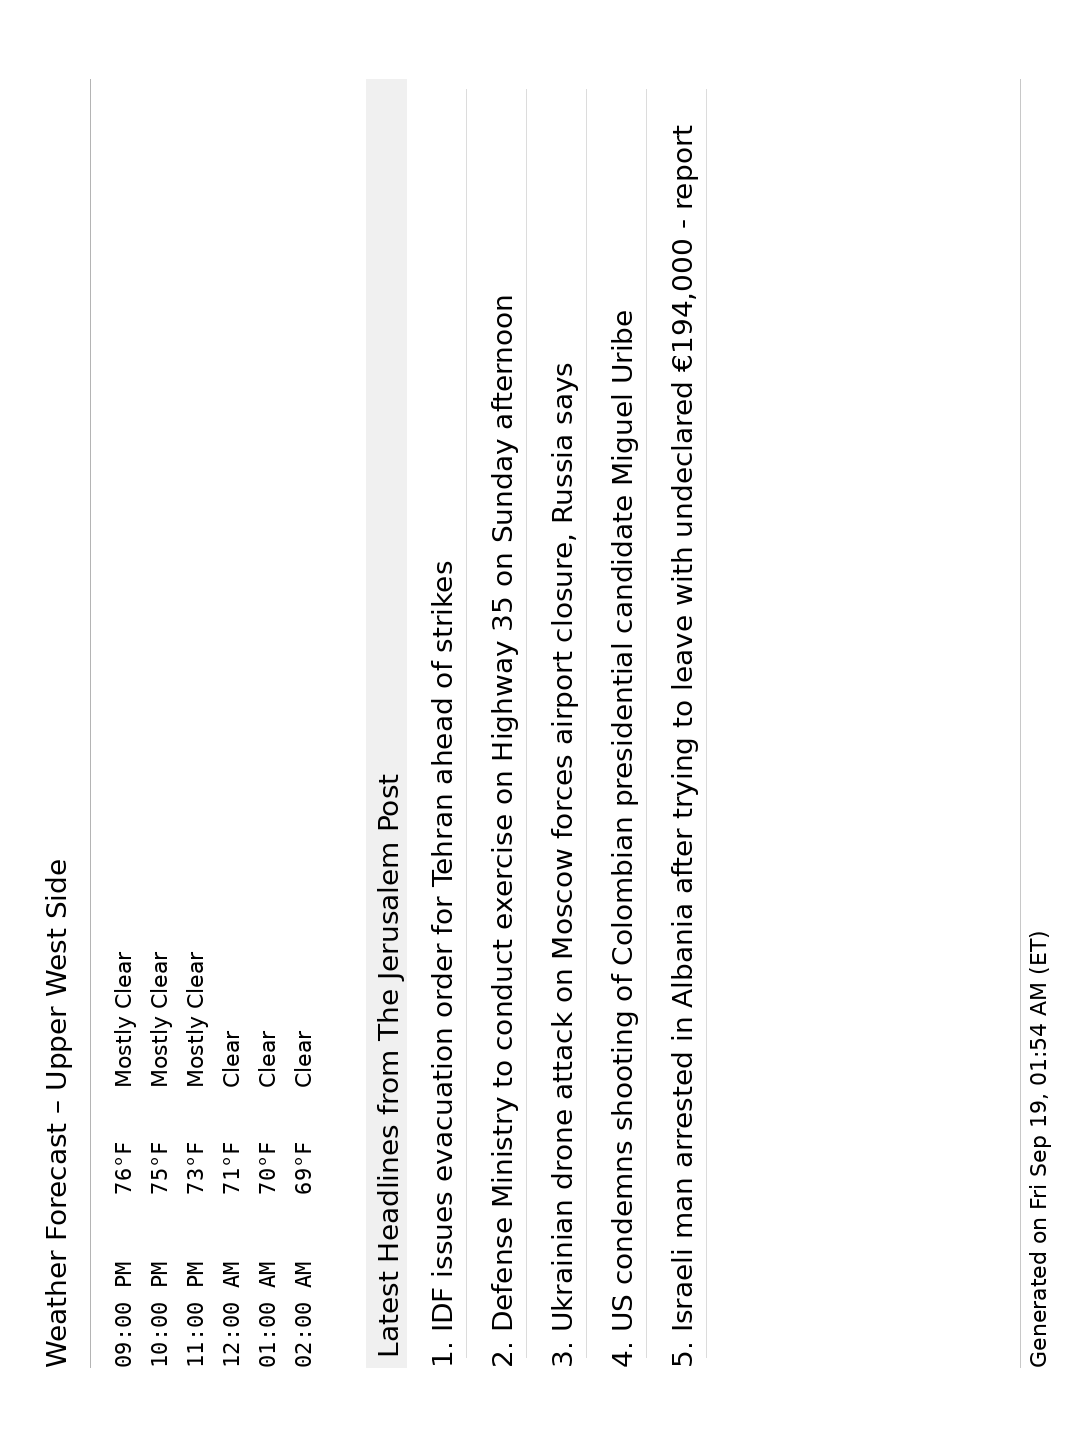 Weather Forecast – Upper West Side
09:00 PM 76°F Mostly Clear
10:00 PM 75°F Mostly Clear
11:00 PM 73°F Mostly Clear
12:00 AM 71°F Clear
01:00 AM 70°F Clear
02:00 AM 69°F Clear
Latest Headlines from The Jerusalem Post
1. IDF issues evacuation order for Tehran ahead of strikes
2. Defense Ministry to conduct exercise on Highway 35 on Sunday afternoon
3. Ukrainian drone attack on Moscow forces airport closure, Russia says
4. US condemns shooting of Colombian presidential candidate Miguel Uribe
5. Israeli man arrested in Albania after trying to leave with undeclared €194,000 - report
Generated on Fri Sep 19, 01:54 AM (ET)